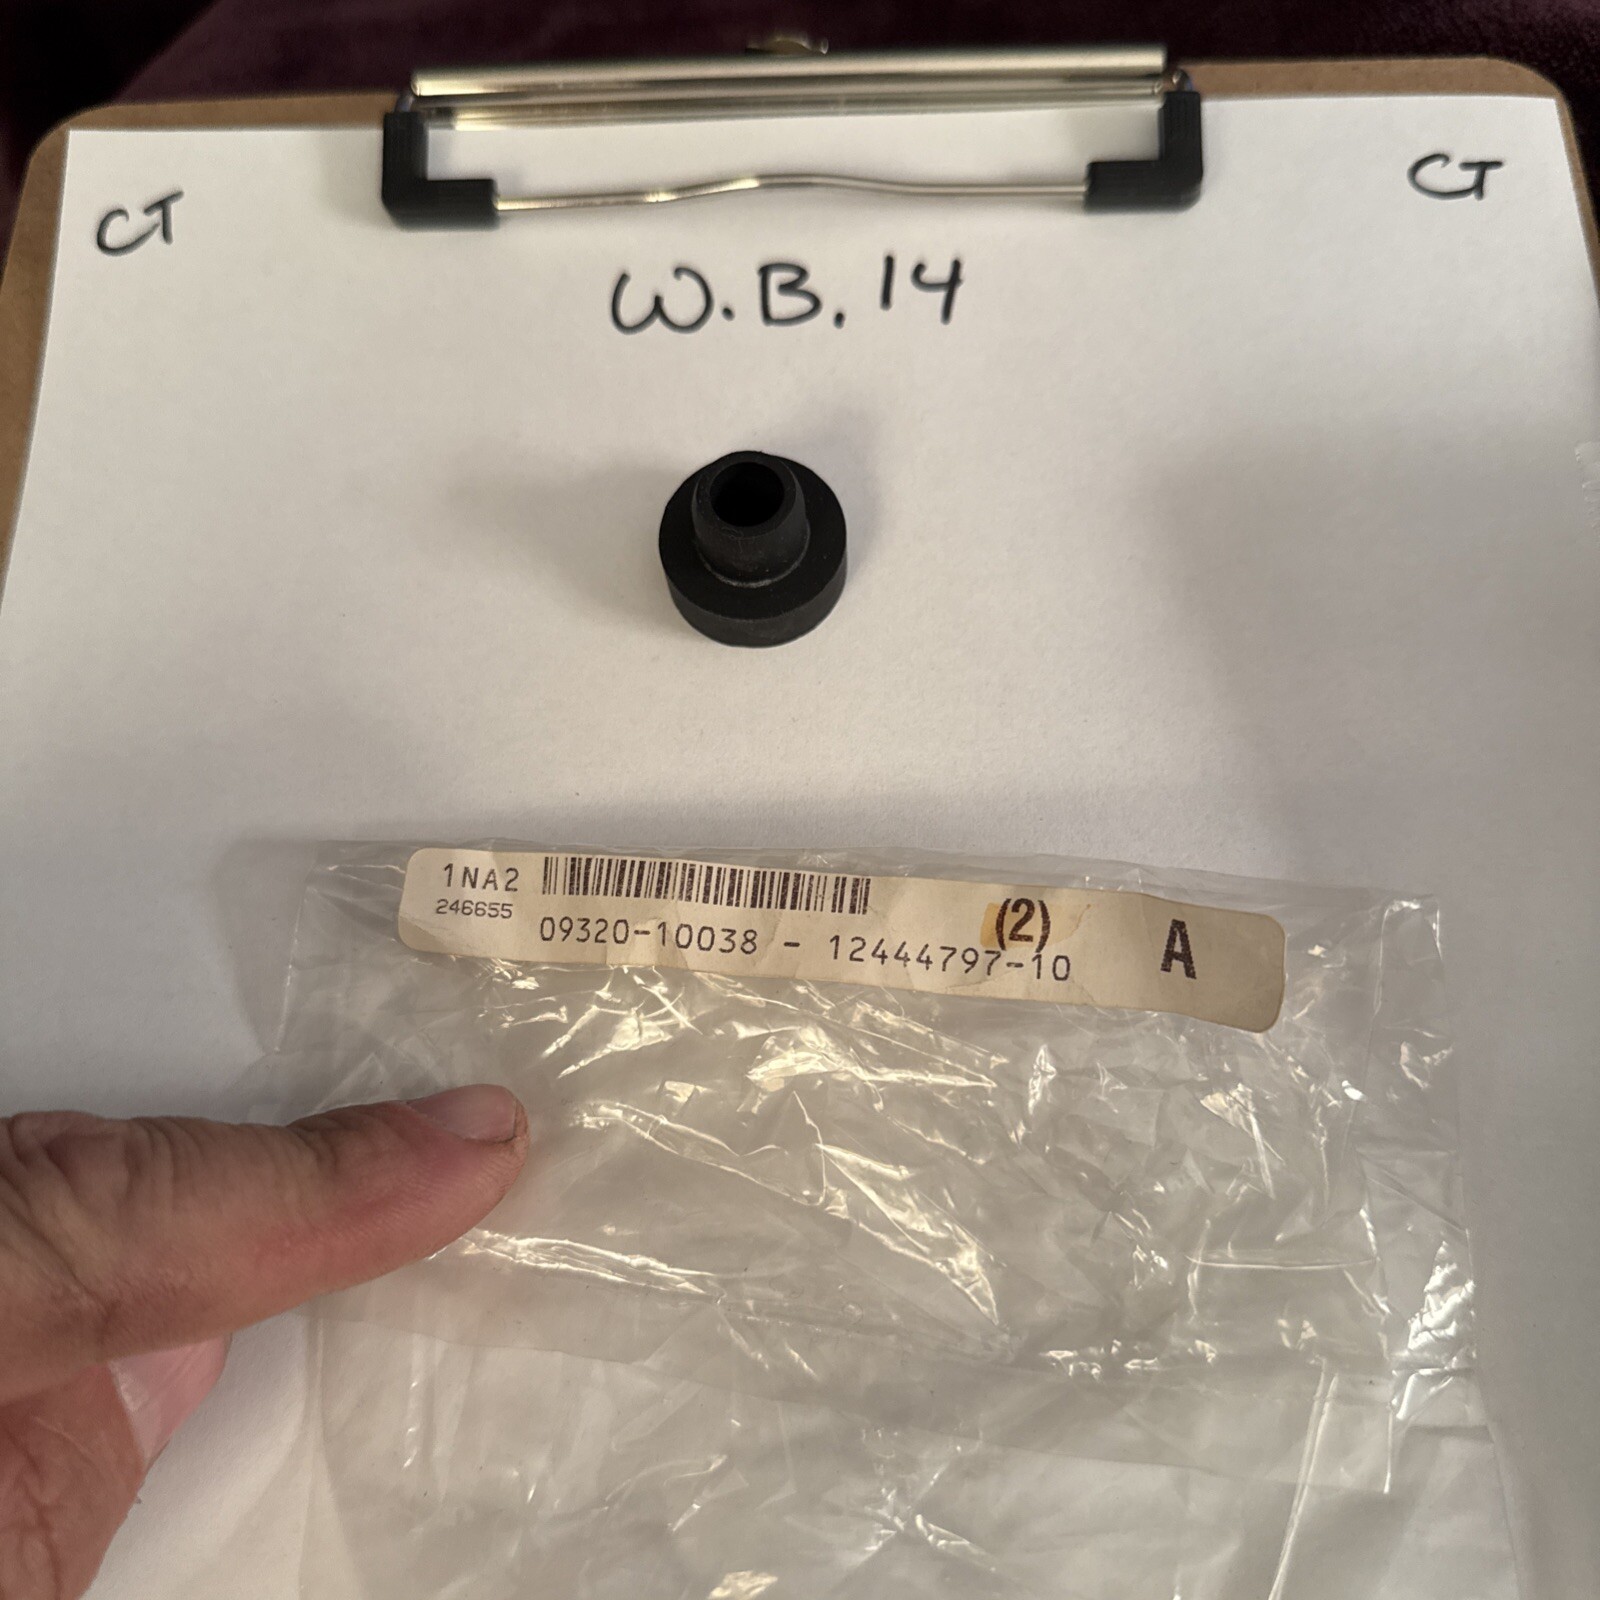 CT
CT
W.B. 14
1NA2
246655
(2)
A
09320-10038 - 12444797-10